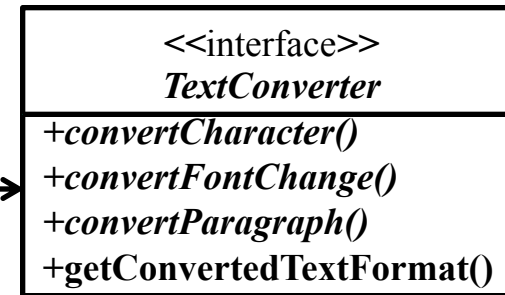 <<interface>>
TextConverter
+convertCharacter()
+convertFontChange()
+convertParagraph()
+getConvertedTextFormat()